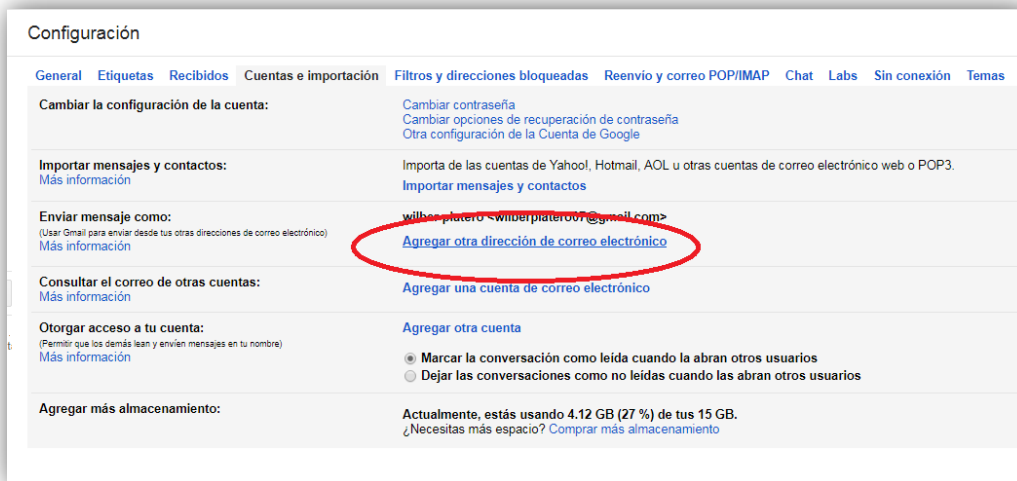 Configuración
General Etiquetas Recibidos Cuentas e importación Filtros y direcciones bloqueadas Reenvío y correo POP/IMAP Chat Labs Sin conexión Temas
Cambiar la configuración de la cuenta:
Cambiar contraseña
Cambiar opciones de recuperación de contraseña
Otra configuración de la Cuenta de Google
Importar mensajes y contactos:
Más información
Importa de las cuentas de Yahoo!, Hotmail, AOL u otras cuentas de correo electrónico web o POP3.
Importar mensajes y contactos
Enviar mensaje como:
(Usar Gmail para enviar desde tus otras direcciones de correo electrónico)
Más información
wilber platero <wilberplatero07@gmail.com>
Agregar otra dirección de correo electrónico
Consultar el correo de otras cuentas:
Más información
Agregar una cuenta de correo electrónico
Otorgar acceso a tu cuenta:
(Permitir que los demás lean y envíen mensajes en tu nombre)
Más información
Agregar otra cuenta
Marcar la conversación como leída cuando la abran otros usuarios
Dejar las conversaciones como no leídas cuando las abran otros usuarios
Agregar más almacenamiento:
Actualmente, estás usando 4.12 GB (27 %) de tus 15 GB.
¿Necesitas más espacio? Comprar más almacenamiento